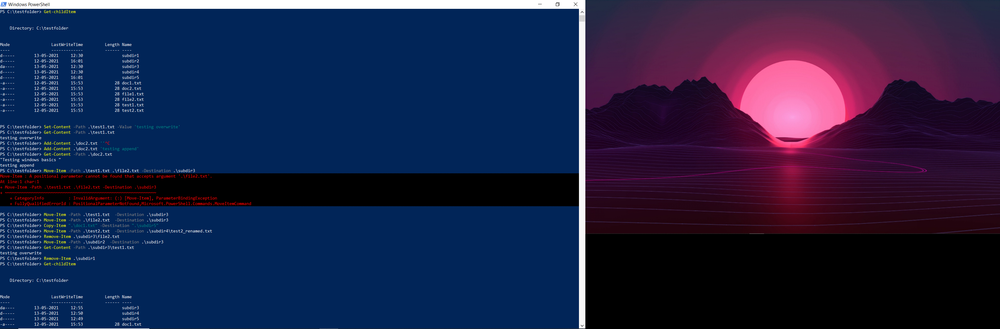 Windows PowerShell
PS C:\testfolder> Get-childItem
Directory: C:\testfolder
Mode                 LastWriteTime         Length Name
----                 -------------         ------ ----
d-----        13-05-2021     12:30                subdir1
d-----        12-05-2021     16:01                subdir2
da----        13-05-2021     12:30                subdir3
d-----        13-05-2021     12:30                subdir4
d-----        12-05-2021     16:01                subdir5
-a----        12-05-2021     15:53             28 doc1.txt
-a----        12-05-2021     15:53             28 doc2.txt
-a----        12-05-2021     15:53             28 file1.txt
-a----        12-05-2021     15:53             28 file2.txt
-a----        12-05-2021     15:53             28 test1.txt
-a----        12-05-2021     15:53             28 test2.txt
PS C:\testfolder> Set-Content -Path .\test1.txt -Value 'testing overwrite'
PS C:\testfolder> Get-Content -Path .\test1.txt
testing overwrite
PS C:\testfolder> Add-Content .\doc2.txt ''^C
PS C:\testfolder> Add-Content .\doc2.txt 'testing append'
PS C:\testfolder> Get-Content -Path .\doc2.txt
"Testing windows basics "
testing append
PS C:\testfolder> Move-Item -Path .\test1.txt .\file2.txt -Destination .\subdir3
Move-Item : A positional parameter cannot be found that accepts argument '.\file2.txt'.
At line:1 char:1
+ Move-Item -Path .\test1.txt .\file2.txt -Destination .\subdir3
+ ~~~~~~~~~~~~~~~~~~~~~~~~~~~~~~~~~~~~~~~~~~~~~~~~~~~~~~~~~~~~~~
    + CategoryInfo          : InvalidArgument: (:) [Move-Item], ParameterBindingException
    + FullyQualifiedErrorId : PositionalParameterNotFound,Microsoft.PowerShell.Commands.MoveItemCommand
PS C:\testfolder> Move-Item -Path .\test1.txt  -Destination .\subdir3
PS C:\testfolder> Move-Item -Path .\file2.txt  -Destination .\subdir3
PS C:\testfolder> Copy-Item ".\doc1.txt" -Destination ".\subdir5"
PS C:\testfolder> Move-Item -Path .\test2.txt  -Destination .\subdir4\test2_renamed.txt
PS C:\testfolder> Remove-Item .\subdir3\file2.txt
PS C:\testfolder> Move-Item -Path .\subdir2  -Destination .\subdir3
PS C:\testfolder> Get-Content -Path .\subdir3\test1.txt
testing overwrite
PS C:\testfolder> Remove-Item .\subdir1
PS C:\testfolder> Get-childItem
Directory: C:\testfolder
Mode                 LastWriteTime         Length Name
----                 -------------         ------ ----
da----        13-05-2021     12:55                subdir3
d-----        13-05-2021     12:50                subdir4
d-----        13-05-2021     12:49                subdir5
-a----        12-05-2021     15:53             28 doc1.txt